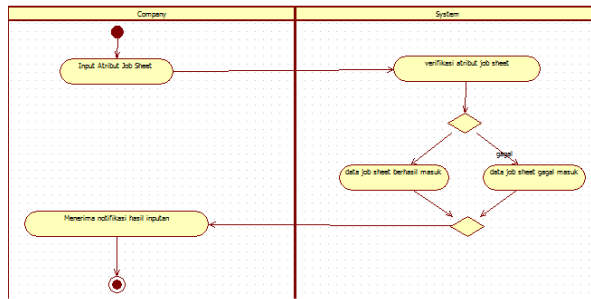 Company
System
Input Atribut Job Sheet
verifikasi atribut job sheet
gagal
data job sheet berhasil masuk
data job sheet gagal masuk
Menerima notifikasi hasil inputan